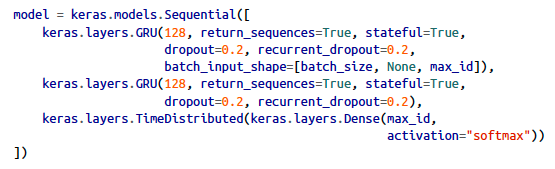 model = keras.models.Sequential([
    keras.layers.GRU(128, return_sequences=True, stateful=True,
                     dropout=0.2, recurrent_dropout=0.2,
                     batch_input_shape=[batch_size, None, max_id]),
    keras.layers.GRU(128, return_sequences=True, stateful=True,
                     dropout=0.2, recurrent_dropout=0.2),
    keras.layers.TimeDistributed(keras.layers.Dense(max_id,
                                                    activation="softmax"))
])